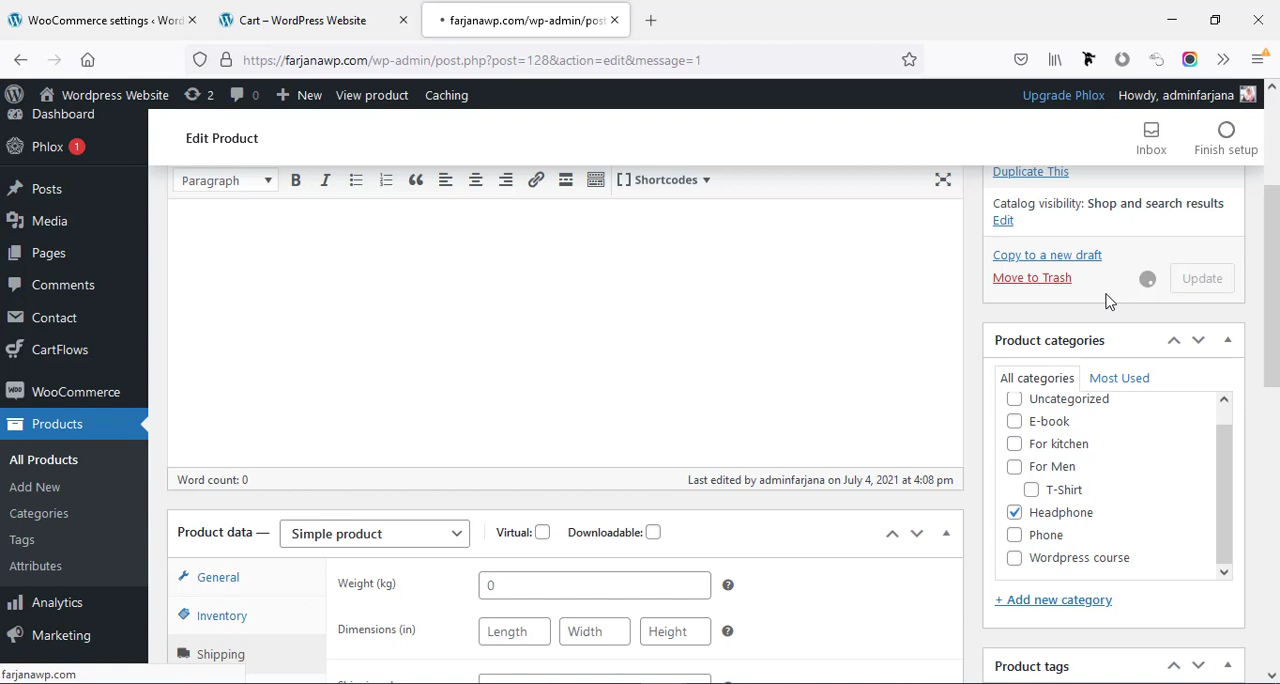 WooCommerce settings ‹ Word
Cart – WordPress Website
farjanawp.com/wp-admin/post
https://farjanawp.com/wp-admin/post.php?post=128&action=edit&message=1
Wordpress Website
2
0
New
View product
Caching
Upgrade Phlox
Howdy, adminfarjana
Dashboard
Phlox 1
Posts
Media
Pages
Comments
Contact
CartFlows
WooCommerce
Products
All Products
Add New
Categories
Tags
Attributes
Analytics
Marketing
farjanawp.com
Edit Product
Inbox
Finish setup
Paragraph
B
I
Shortcodes
Word count: 0
Last edited by adminfarjana on July 4, 2021 at 4:08 pm
Product data —
Simple product
Virtual:
Downloadable:
General
Inventory
Shipping
Weight (kg)
0
Dimensions (in)
Length
Width
Height
Duplicate This
Catalog visibility: Shop and search results
Edit
Copy to a new draft
Move to Trash
Update
Product categories
All categories
Most Used
Uncategorized
E-book
For kitchen
For Men
T-Shirt
Headphone
Phone
Wordpress course
+ Add new category
Product tags